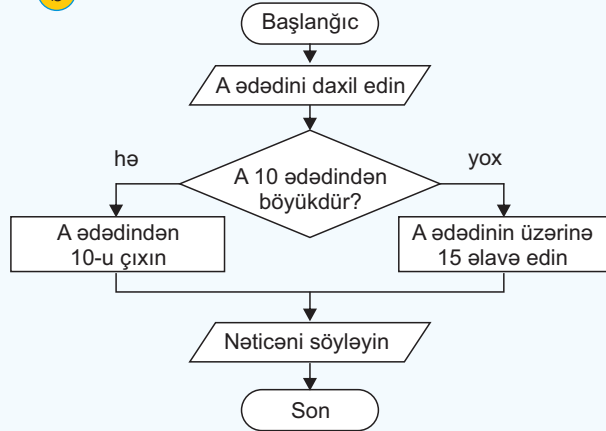 Başlanğıc
A ədədini daxil edin
hə
yox
A 10 ədədindən
böyükdür?
A ədədindən
10-u çıxın
A ədədinin üzərinə
15 əlavə edin
Nəticəni söyləyin
Son